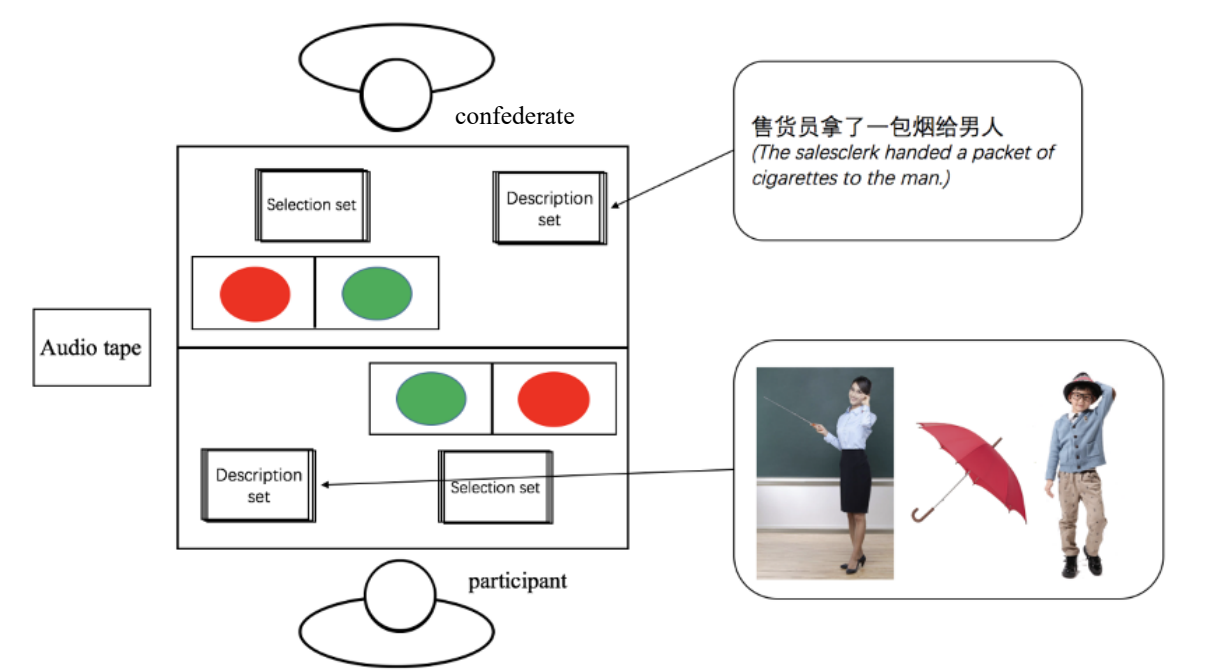 confederate
售货员拿了一包烟给男人
(The salesclerk handed a packet of
cigarettes to the man.)
Selection set
Description
set
Audio tape
Description
set
Selection set
participant